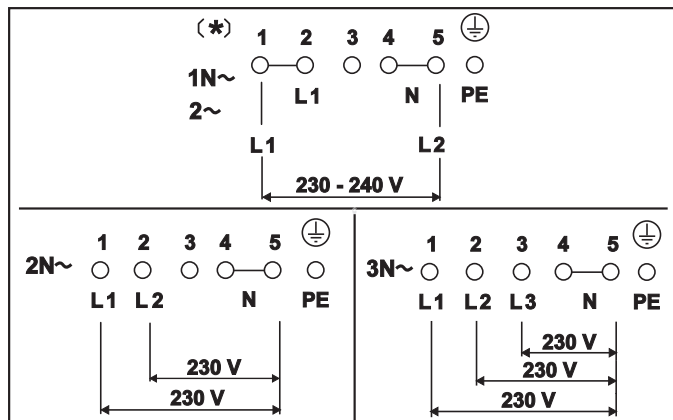 (*) 1 2 3 4 5
1N~ L1 N PE
2~
L1 L2
230 - 240 V
1 2 3 4 5
2N~
L1 L2 N PE
230 V
230 V
1 2 3 4 5
3N~
L1 L2 L3 N PE
230 V
230 V
230 V